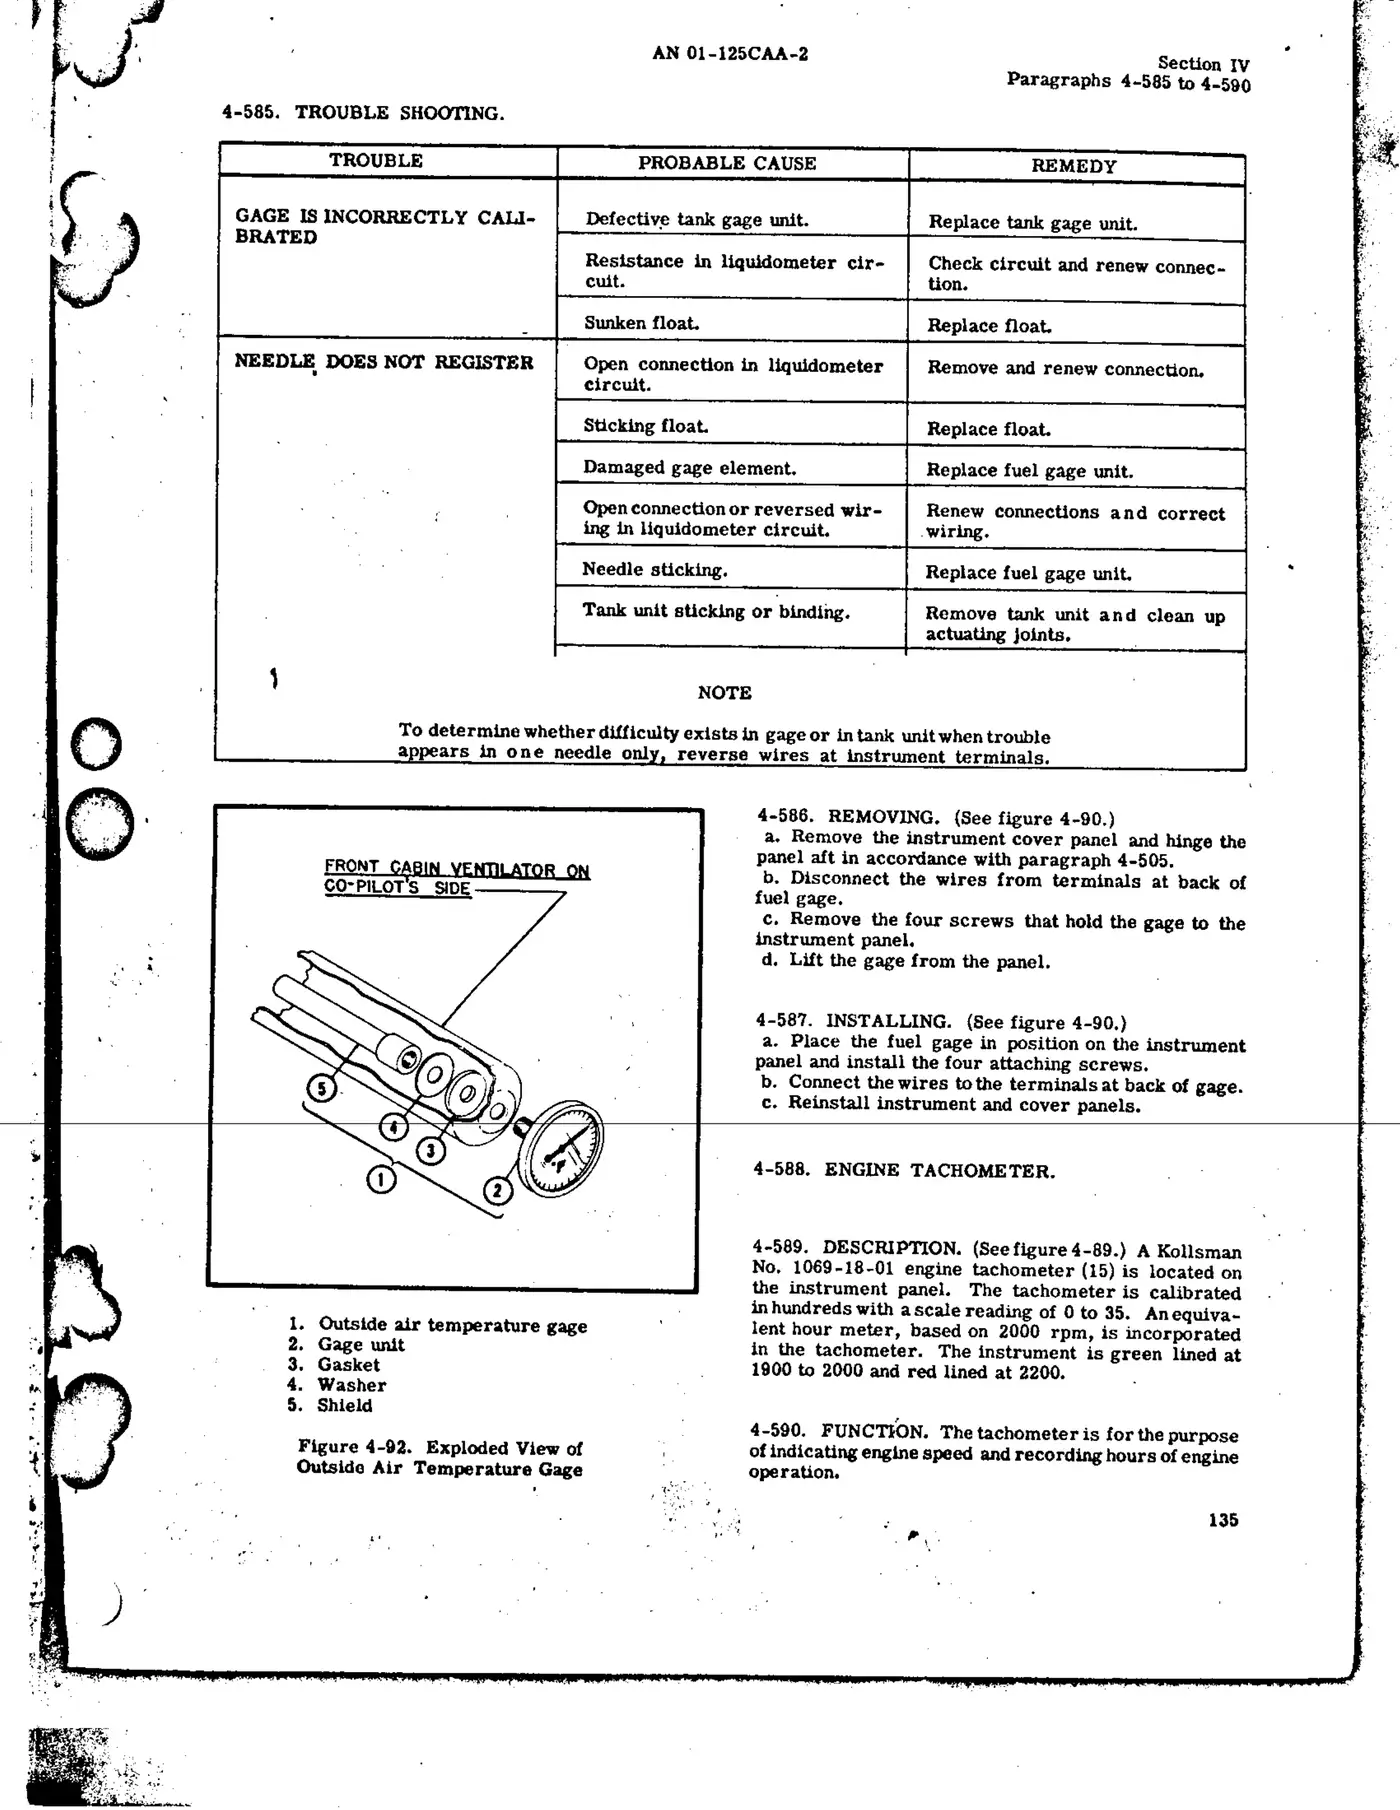 AN 01-125CAA-2
Section IV
Paragraphs 4-585 to 4-590
4-585. TROUBLE SHOOTING.
TROUBLE
PROBABLE CAUSE
REMEDY
GAGE IS INCORRECTLY CALI-
BRATED
Defective tank gage unit.
Replace tank gage unit.
Resistance in liquidometer cir-
cuit.
Check circuit and renew connec-
tion.
Sunken float.
Replace float.
NEEDLE DOES NOT REGISTER
Open connection in liquidometer
circuit.
Remove and renew connection.
Sticking float.
Replace float.
Damaged gage element.
Replace fuel gage unit.
Open connection or reversed wir-
ing in liquidometer circuit.
Renew connections and correct
wiring.
Needle sticking.
Replace fuel gage unit.
Tank unit sticking or binding.
Remove tank unit and clean up
actuating joints.
NOTE
To determine whether difficulty exists in gage or in tank unit when trouble
appears in one needle only, reverse wires at instrument terminals.
FRONT CABIN VENTILATOR ON
CO-PILOT'S SIDE
5
4
3
1
2
°F
1. Outside air temperature gage
2. Gage unit
3. Gasket
4. Washer
5. Shield
Figure 4-92. Exploded View of
Outside Air Temperature Gage
4-586. REMOVING. (See figure 4-90.)
a. Remove the instrument cover panel and hinge the
panel aft in accordance with paragraph 4-505.
b. Disconnect the wires from terminals at back of
fuel gage.
c. Remove the four screws that hold the gage to the
instrument panel.
d. Lift the gage from the panel.
4-587. INSTALLING. (See figure 4-90.)
a. Place the fuel gage in position on the instrument
panel and install the four attaching screws.
b. Connect the wires to the terminals at back of gage.
c. Reinstall instrument and cover panels.
4-588. ENGINE TACHOMETER.
4-589. DESCRIPTION. (See figure 4-89.) A Kollsman
No. 1069-18-01 engine tachometer (15) is located on
the instrument panel. The tachometer is calibrated
in hundreds with a scale reading of 0 to 35. An equiva-
lent hour meter, based on 2000 rpm, is incorporated
in the tachometer. The instrument is green lined at
1900 to 2000 and red lined at 2200.
4-590. FUNCTION. The tachometer is for the purpose
of indicating engine speed and recording hours of engine
operation.
135